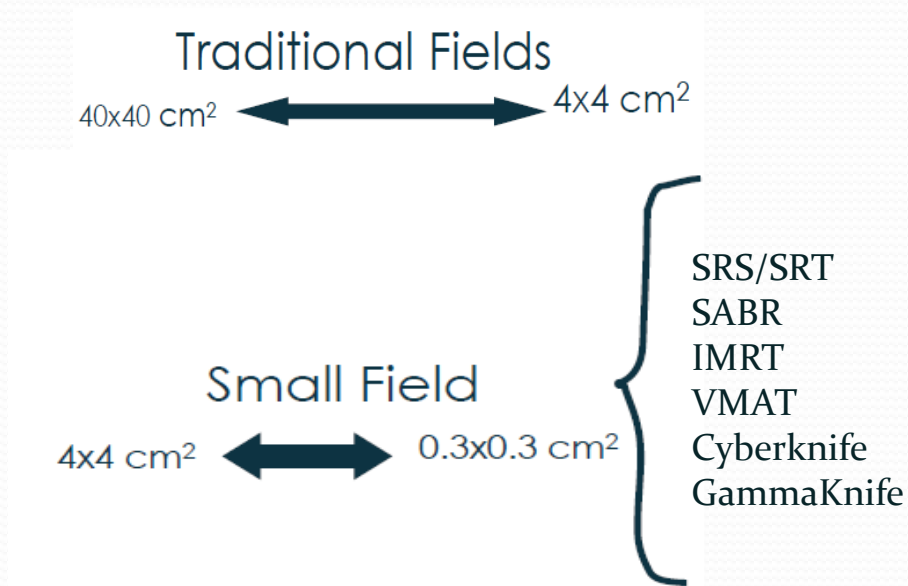 Traditional Fields
40x40 cm² 4x4 cm²
SRS/SRT
SABR
IMRT
VMAT
Cyberknife
GammaKnife
Small Field
4x4 cm² 0.3x0.3 cm²